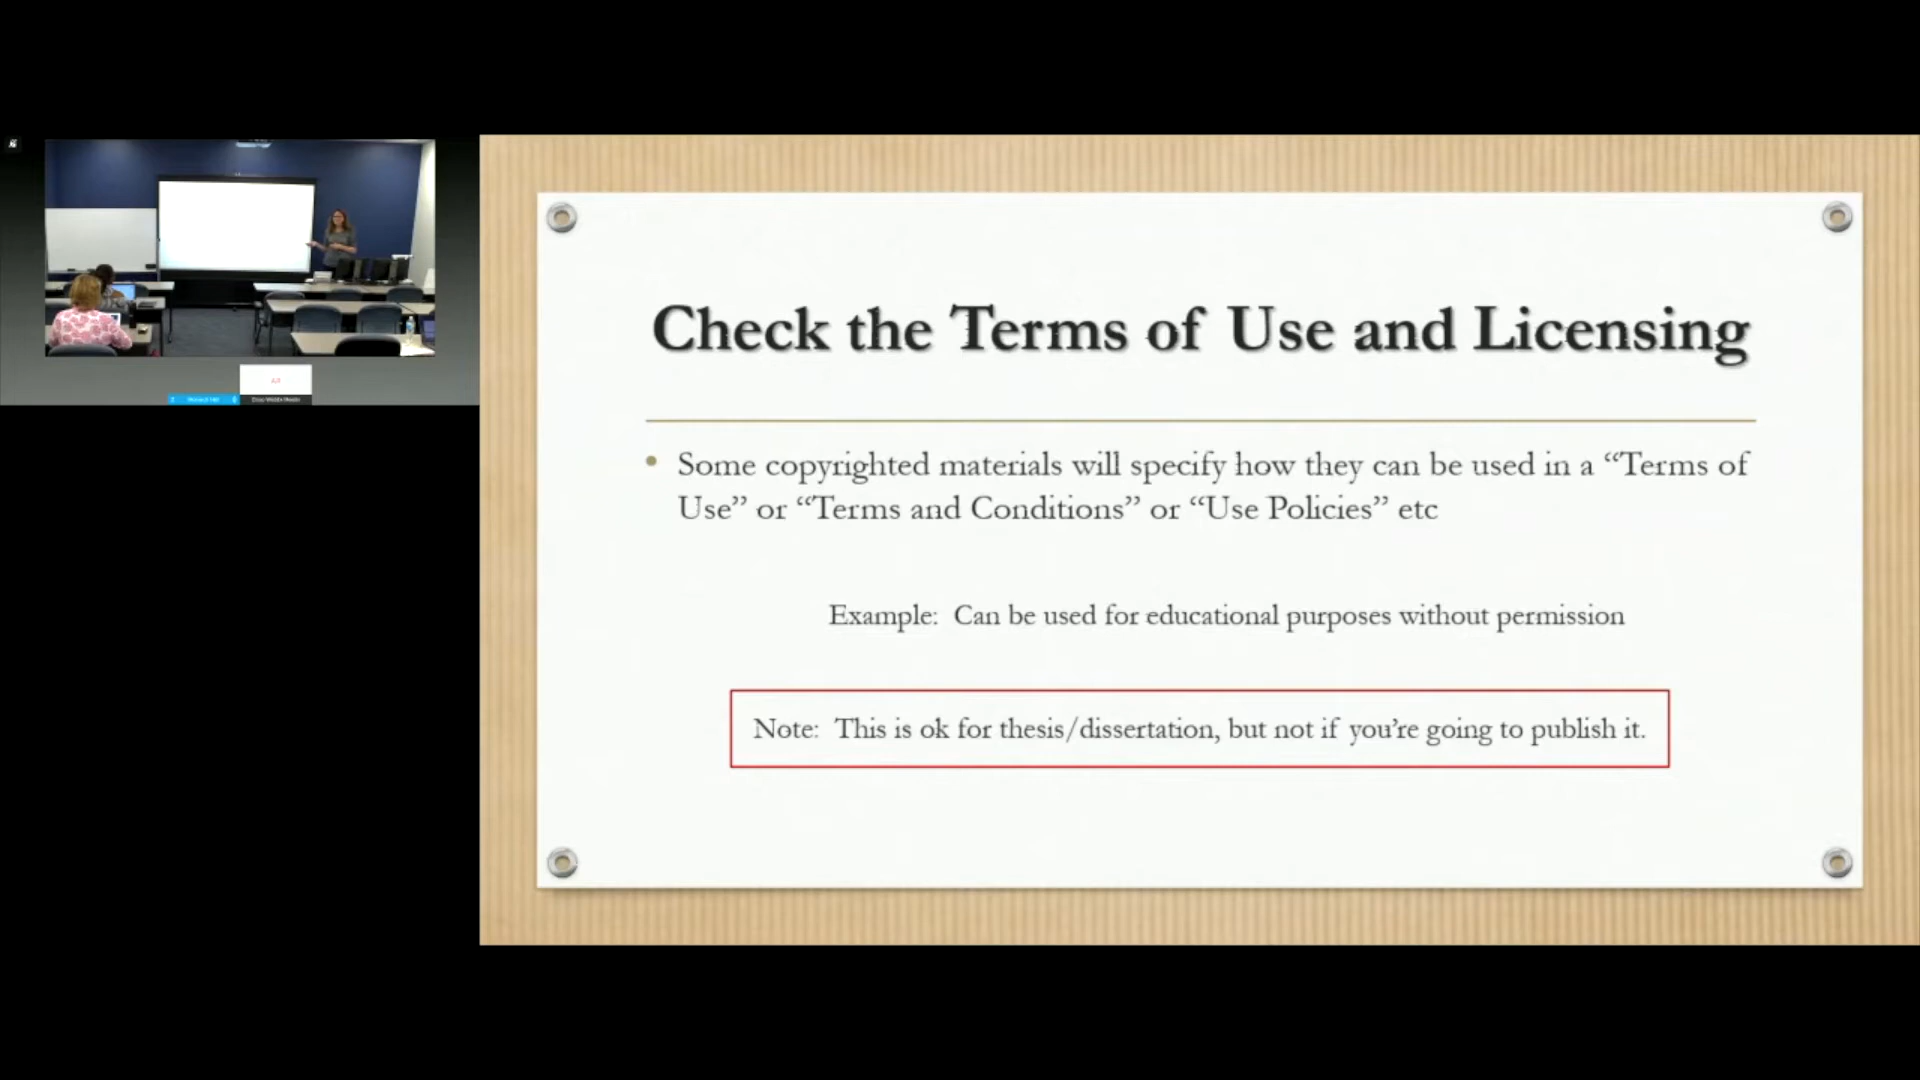 Check the Terms of Use and Licensing
• Some copyrighted materials will specify how they can be used in a “Terms of
Use” or “Terms and Conditions” or “Use Policies” etc
Example: Can be used for educational purposes without permission
Note: This is ok for thesis/dissertation, but not if you’re going to publish it.